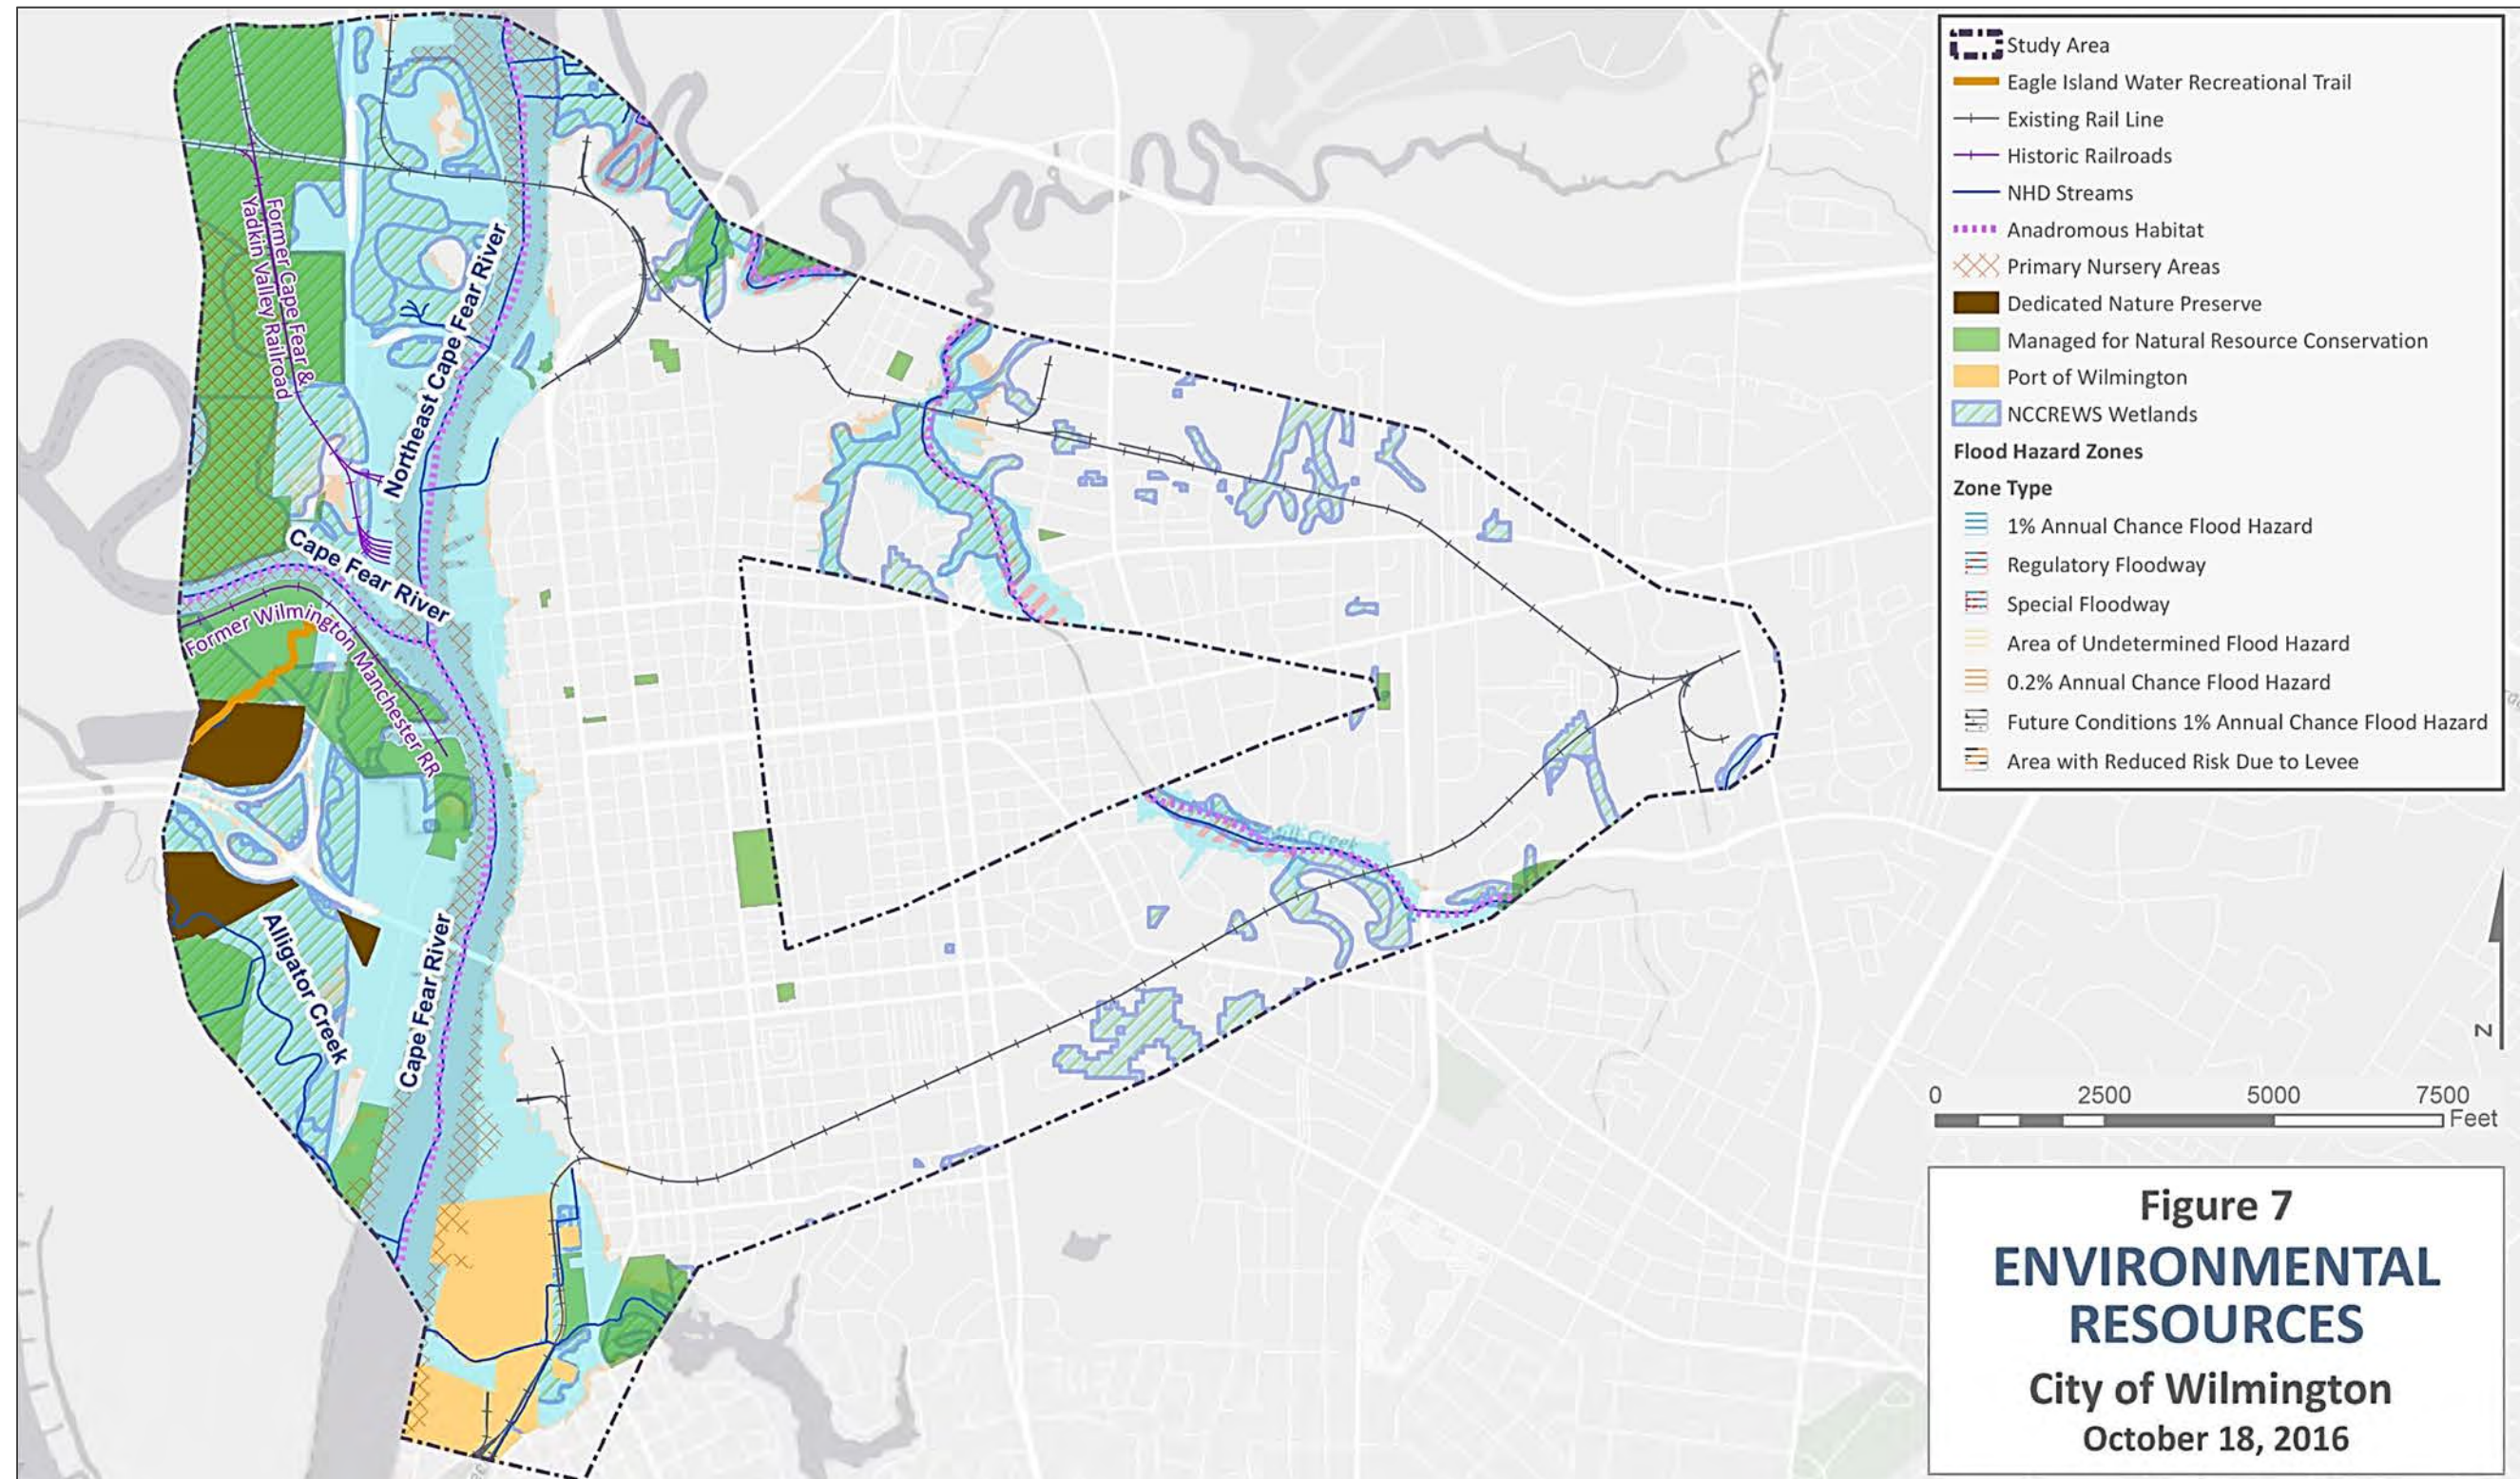 Former Cape Fear &
Yadkin Valley Railroad
Northeast Cape Fear River
Cape Fear River
Former Wilmington Manchester RR
Alligator Creek
Cape Fear River
Mill Creek
Study Area
Eagle Island Water Recreational Trail
Existing Rail Line
Historic Railroads
NHD Streams
Anadromous Habitat
Primary Nursery Areas
Dedicated Nature Preserve
Managed for Natural Resource Conservation
Port of Wilmington
NCCREWS Wetlands
Flood Hazard Zones
Zone Type
1% Annual Chance Flood Hazard
Regulatory Floodway
Special Floodway
Area of Undetermined Flood Hazard
0.2% Annual Chance Flood Hazard
Future Conditions 1% Annual Chance Flood Hazard
Area with Reduced Risk Due to Levee
N
0 2500 5000 7500
Feet
Figure 7
ENVIRONMENTAL
RESOURCES
City of Wilmington
October 18, 2016